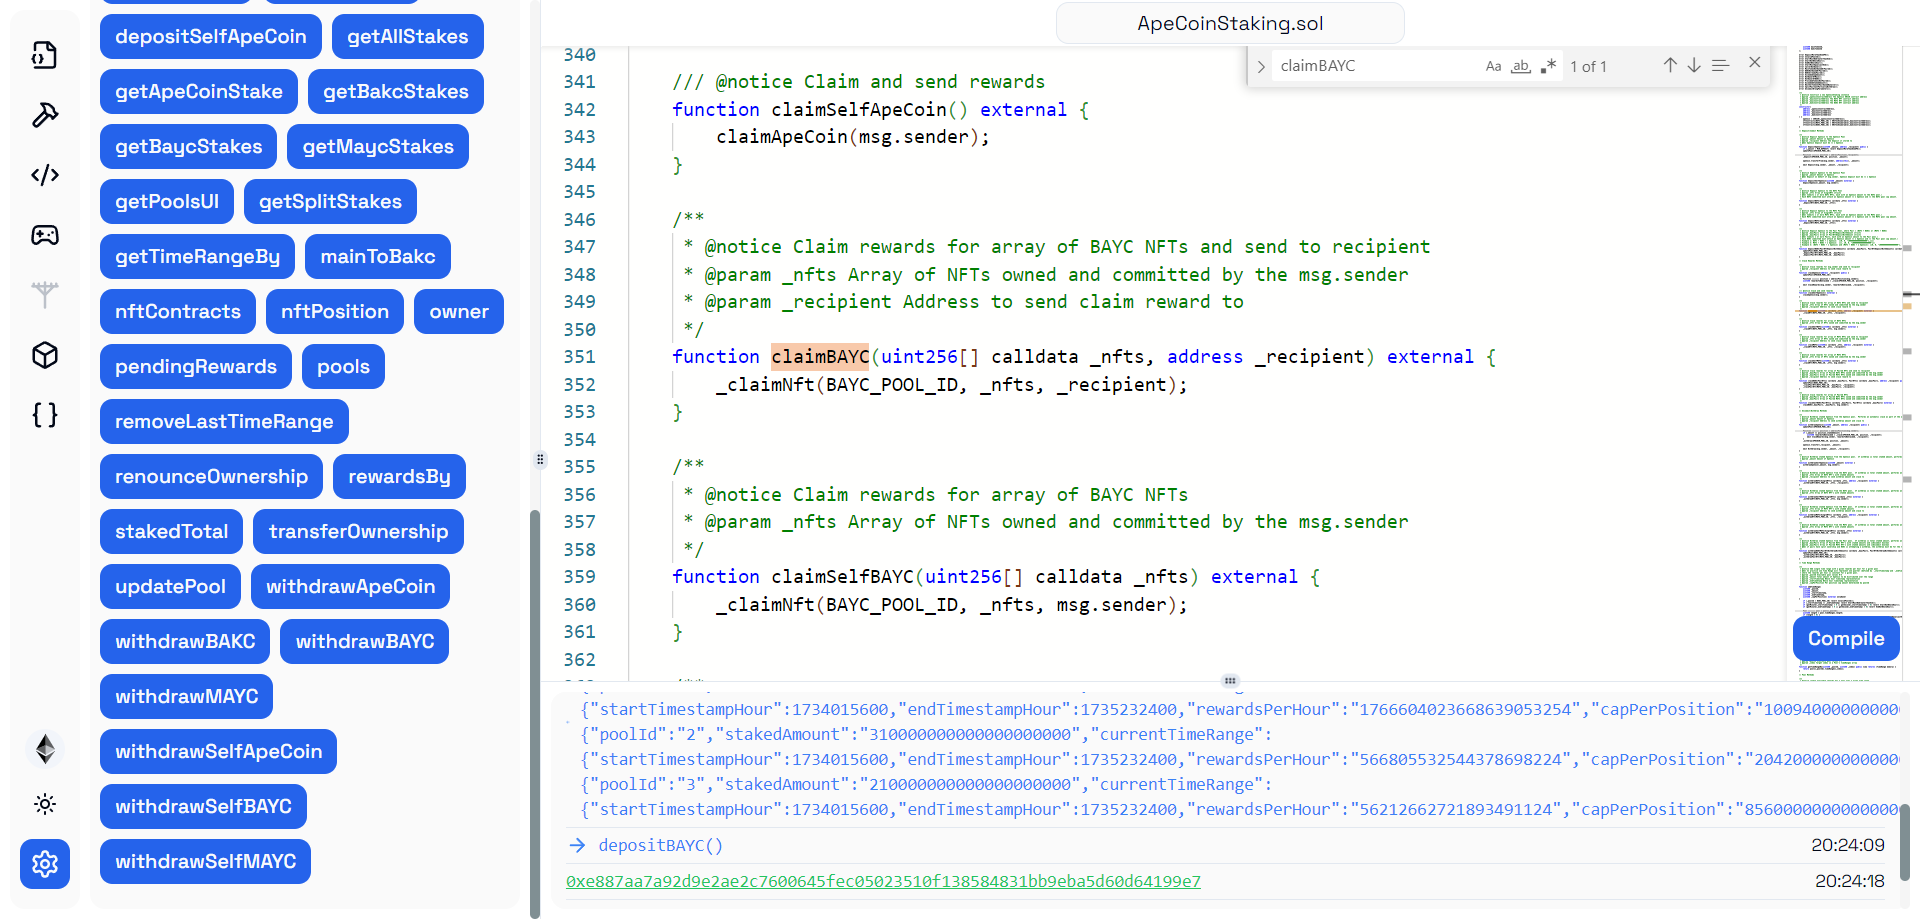 depositSelfApeCoin getAllStakes
getApeCoinStake getBakcStakes
getBaycStakes getMaycStakes
getPoolsUI getSplitStakes
getTimeRangeBy mainToBakc
nftContracts nftPosition owner
pendingRewards pools
removeLastTimeRange
renounceOwnership rewardsBy
stakedTotal transferOwnership
updatePool withdrawApeCoin
withdrawBAKC withdrawBAYC
withdrawMAYC
withdrawSelfApeCoin
withdrawSelfBAYC
withdrawSelfMAYC
ApeCoinStaking.sol
claimBAYC Aa ab .* 1 of 1
340
341 /// @notice Claim and send rewards
342 function claimSelfApeCoin() external {
343 claimApeCoin(msg.sender);
344 }
345
346 /**
347 * @notice Claim rewards for array of BAYC NFTs and send to recipient
348 * @param _nfts Array of NFTs owned and committed by the msg.sender
349 * @param _recipient Address to send claim reward to
350 */
351 function claimBAYC(uint256[] calldata _nfts, address _recipient) external {
352 _claimNft(BAYC_POOL_ID, _nfts, _recipient);
353 }
354
355 /**
356 * @notice Claim rewards for array of BAYC NFTs
357 * @param _nfts Array of NFTs owned and committed by the msg.sender
358 */
359 function claimSelfBAYC(uint256[] calldata _nfts) external {
360 _claimNft(BAYC_POOL_ID, _nfts, msg.sender);
361 }
362
Compile
{"startTimestampHour":1734015600,"endTimestampHour":1735232400,"rewardsPerHour":"1766604023668639053254","capPerPosition":"100940000000000
{"poolId":"2","stakedAmount":"310000000000000000000","currentTimeRange":
{"startTimestampHour":1734015600,"endTimestampHour":1735232400,"rewardsPerHour":"566805532544378698224","capPerPosition":"2042000000000000
{"poolId":"3","stakedAmount":"210000000000000000000","currentTimeRange":
{"startTimestampHour":1734015600,"endTimestampHour":1735232400,"rewardsPerHour":"56212662721893491124","capPerPosition":"85600000000000000
depositBAYC() 20:24:09
0xe887aa7a92d9e2ae2c7600645fec05023510f138584831bb9eba5d60d64199e7 20:24:18